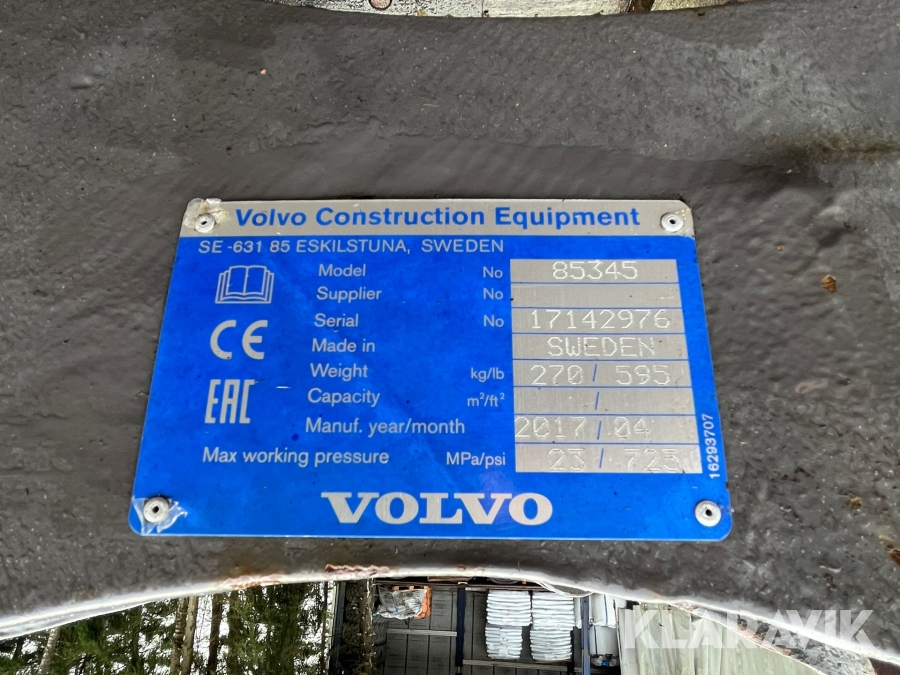 Volvo Construction Equipment
SE -631 85 ESKILSTUNA, SWEDEN
Model No 85345
Supplier No
Serial No 17142976
Made in SWEDEN
Weight kg/lb 270 / 595
Capacity m²/ft² /
Manuf. year/month 2017 / 04
Max working pressure MPa/psi 23 / 725
CE
EAC
16293707
VOLVO
KLARAVIK